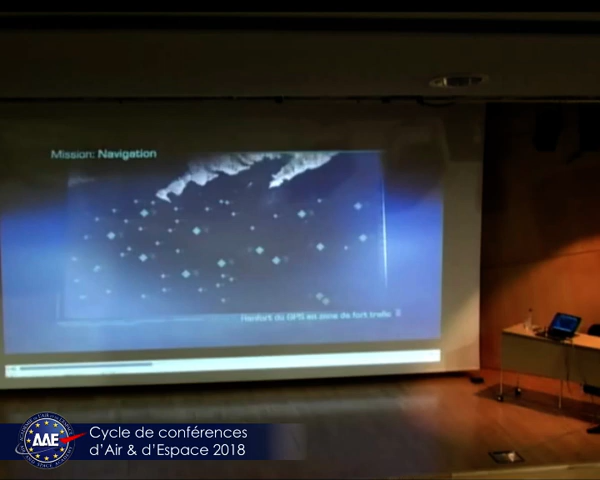 Mission: Navigation
Renfort du GPS en zone de fort trafic
AAE
Cycle de conférences
d'Air & d'Espace 2018